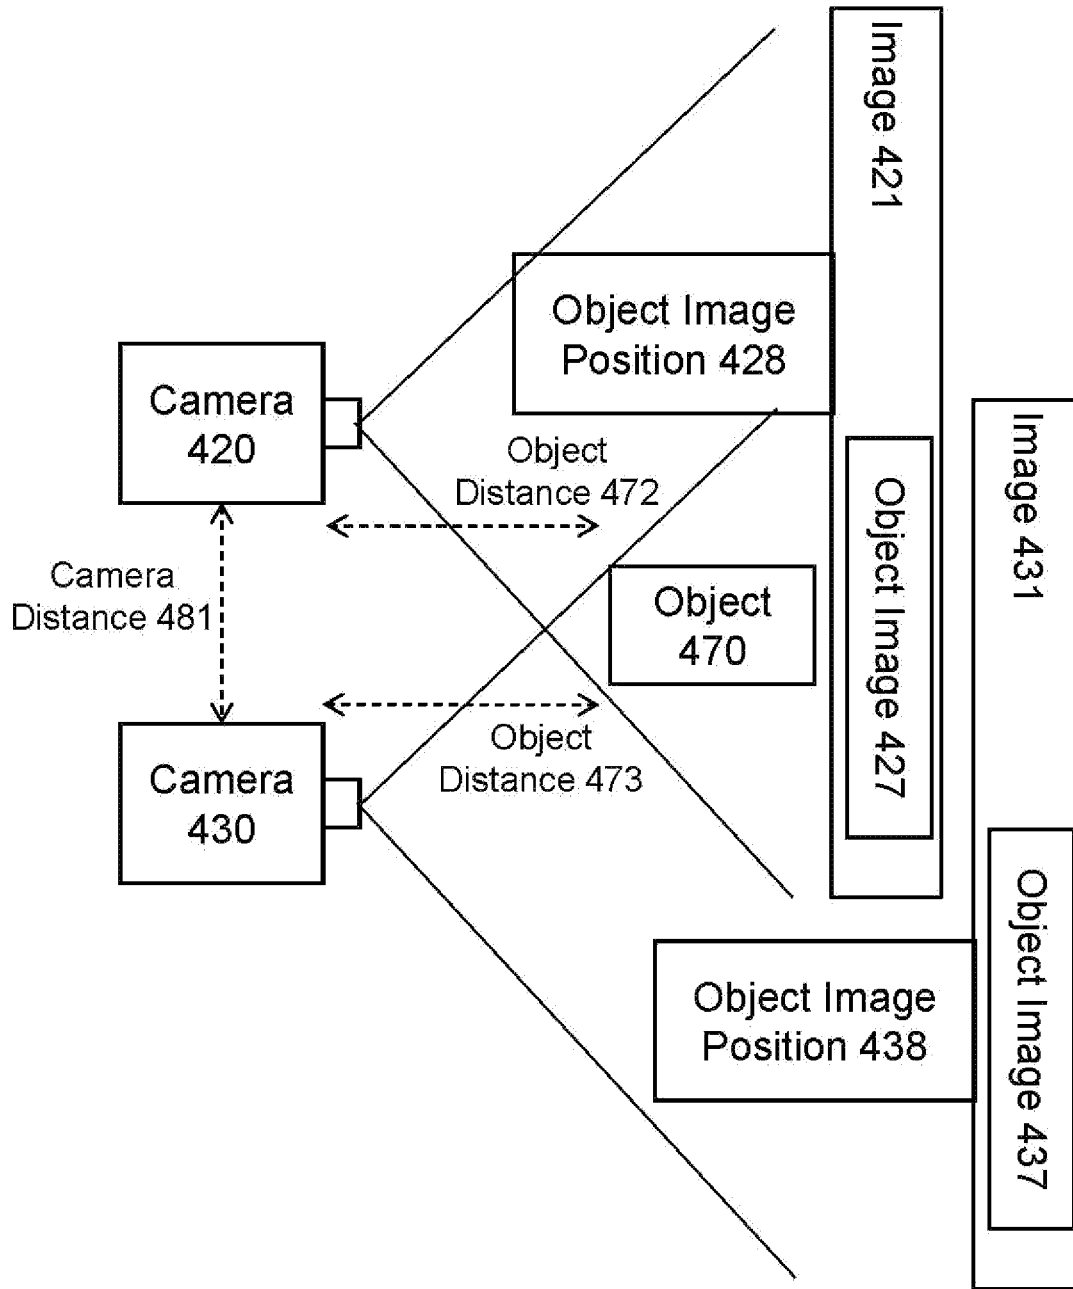 Image 421
Object Image
Position 428
Camera
420
Object
Distance 472
Image 431
Object Image 427
Camera
Distance 481
Object
470
Object
Distance 473
Camera
430
Object Image
Position 438
Object Image 437